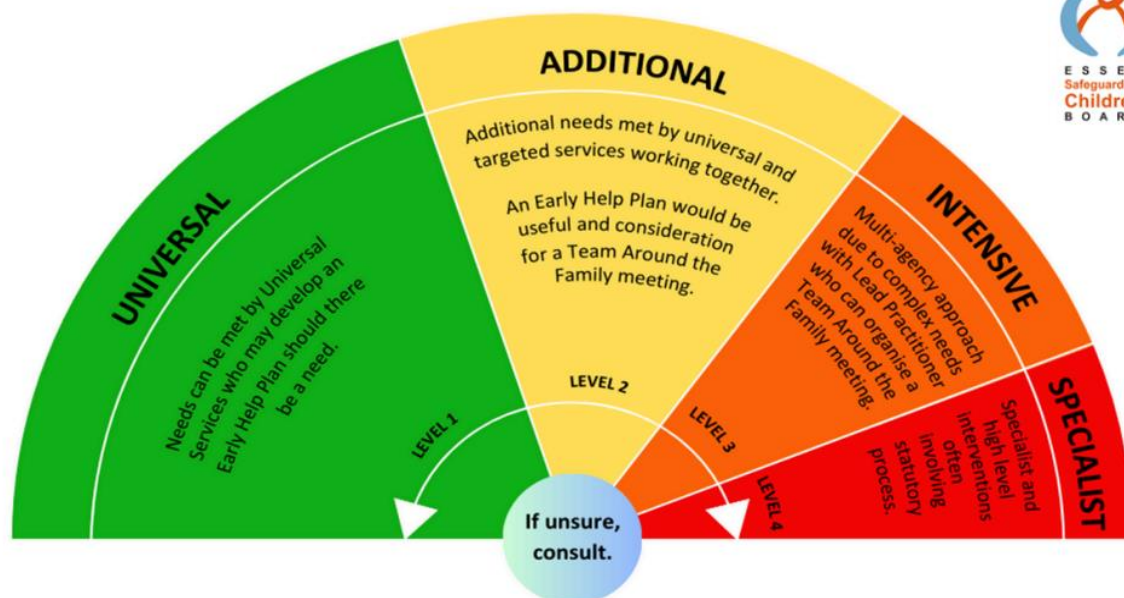 ESSE
Safeguard
Childre
BOAR
UNIVERSAL
Needs can be met by Universal
Services who may develop an
Early Help Plan should there
be a need.
LEVEL 1
ADDITIONAL
Additional needs met by universal and
targeted services working together.
An Early Help Plan would be
useful and consideration
for a Team Around the
Family meeting.
LEVEL 2
INTENSIVE
Multi-agency approach
due to complex needs
with Lead Practitioner
who can organise a
Team Around the
Family meeting.
LEVEL 3
SPECIALIST
Specialist and
high level
interventions
often
involving
statutory
process.
LEVEL 4
If unsure,
consult.